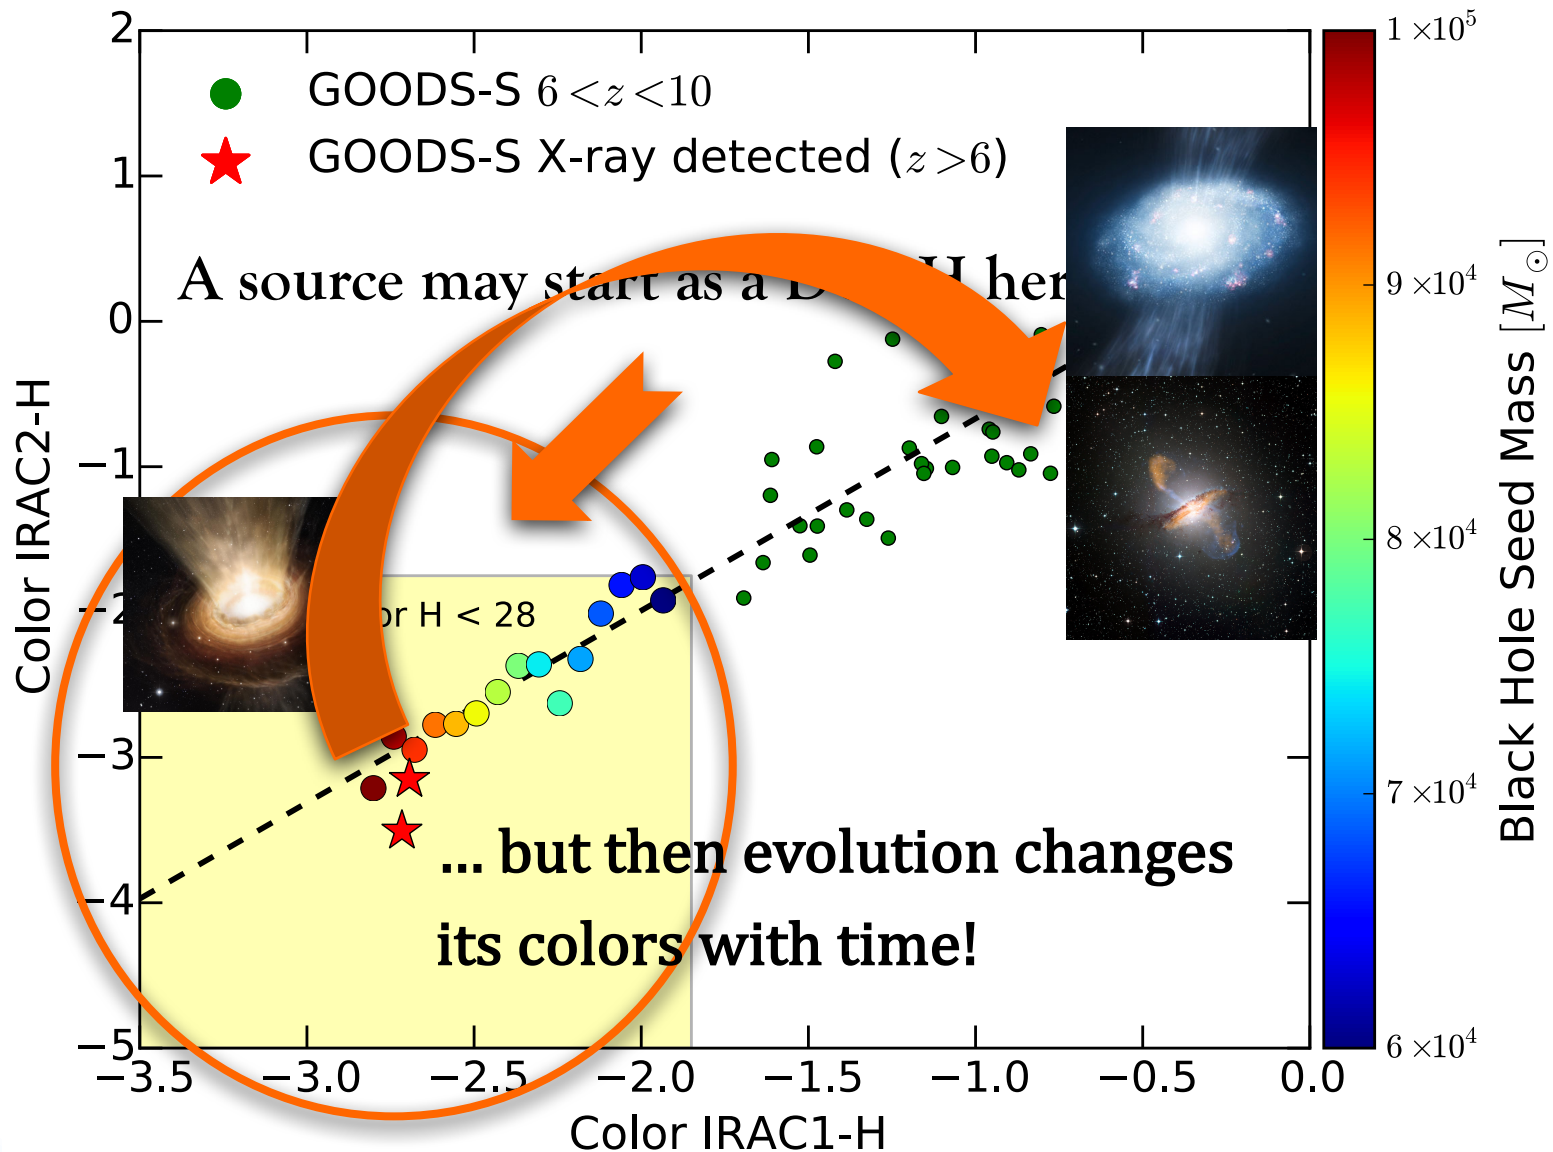 2
1
0
−1
−2
−3
−4
−5
Color IRAC2-H
GOODS-S 6 < z < 10
GOODS-S X-ray detected (z > 6)
A source may start as a
H < 28
... but then evolution changes
its colors with time!
−3.5 −3.0 −2.5 −2.0 −1.5 −1.0 −0.5 0.0
Color IRAC1-H
1 ×10⁵
9 ×10⁴
8 ×10⁴
7 ×10⁴
6 ×10⁴
Black Hole Seed Mass [M☉]